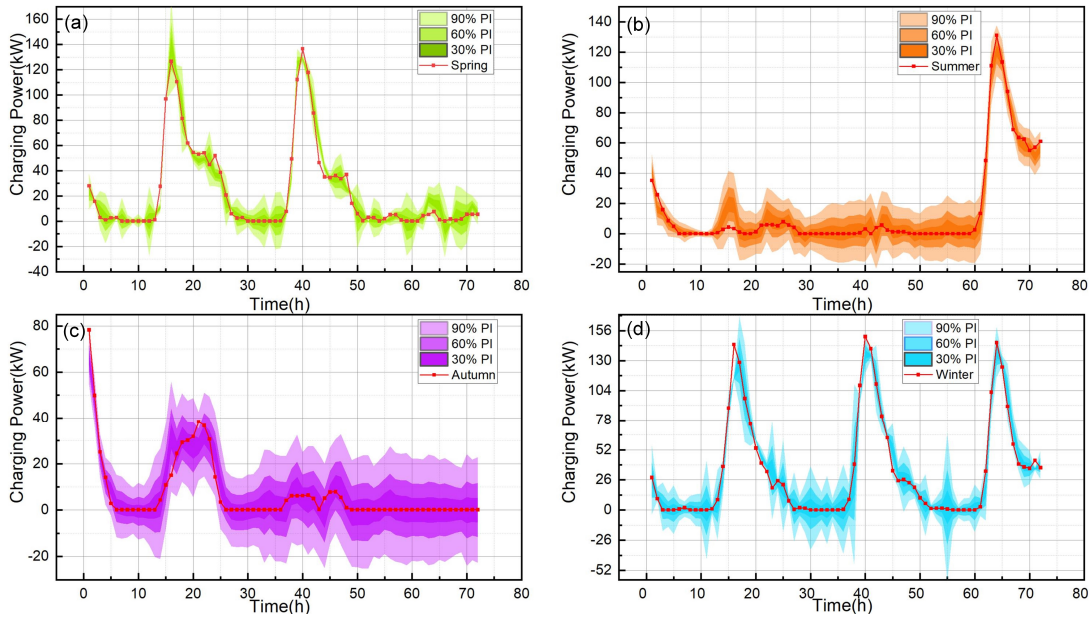 (a)
90% PI
60% PI
30% PI
Spring
Charging Power(kW)
160
140
120
100
80
60
40
20
0
-20
-40
0 10 20 30 40 50 60 70 80
Time(h)
(b)
90% PI
60% PI
30% PI
Summer
Charging Power(kW)
140
120
100
80
60
40
20
0
-20
0 10 20 30 40 50 60 70 80
Time(h)
(c)
90% PI
60% PI
30% PI
Autumn
Charging Power(kW)
80
60
40
20
0
-20
0 10 20 30 40 50 60 70 80
Time(h)
(d)
90% PI
60% PI
30% PI
Winter
Charging Power(kW)
156
130
104
78
52
26
0
-26
-52
0 10 20 30 40 50 60 70 80
Time(h)